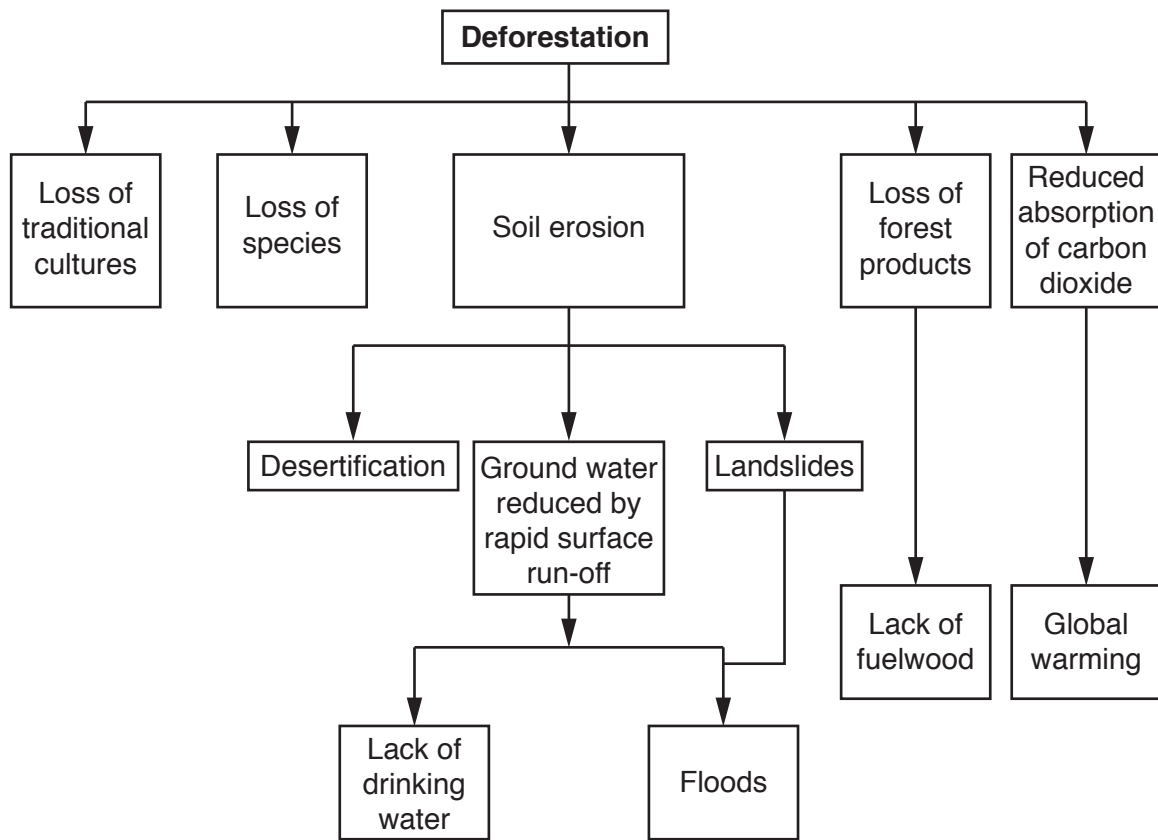 Deforestation
Loss of
traditional
cultures
Loss of
species
Soil erosion
Loss of
forest
products
Reduced
absorption
of carbon
dioxide
Desertification
Ground water
reduced by
rapid surface
run-off
Landslides
Lack of
fuelwood
Global
warming
Lack of
drinking
water
Floods